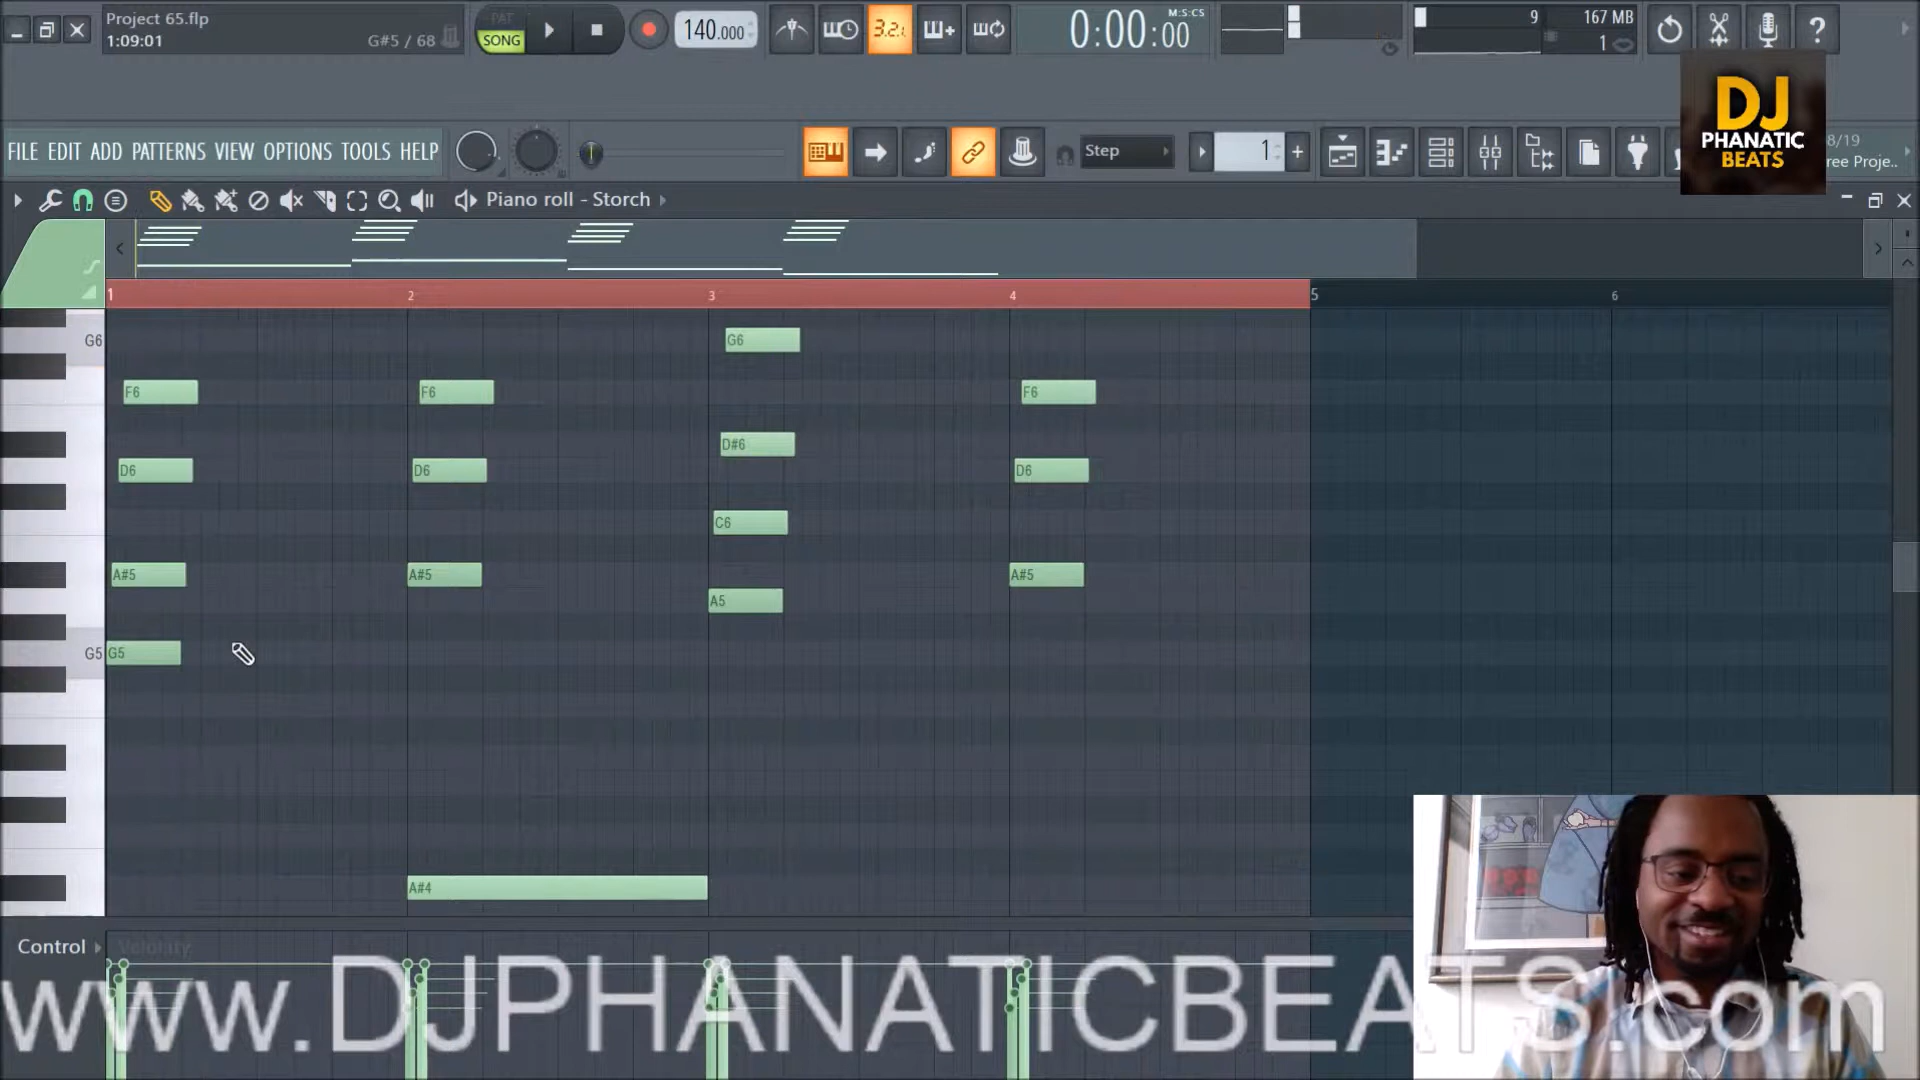 Project 65.flp
1:09:01
G#5 / 68
PAT
SONG
140.000
3.2.
0:00:00
M:S:CS
9
167 MB
1
DJ
PHANATIC
BEATS
FILE EDIT ADD PATTERNS VIEW OPTIONS TOOLS HELP
Step
1
+
8/19
ree Proje..
Piano roll - Storch
1 2 3 4 5 6
G6
G6
F6
F6
F6
D#6
D6
D6
D6
C6
A#5
A#5
A#5
A5
G5
G5
A#4
Control
Velocity
www.DJPHANATICBEATS.com